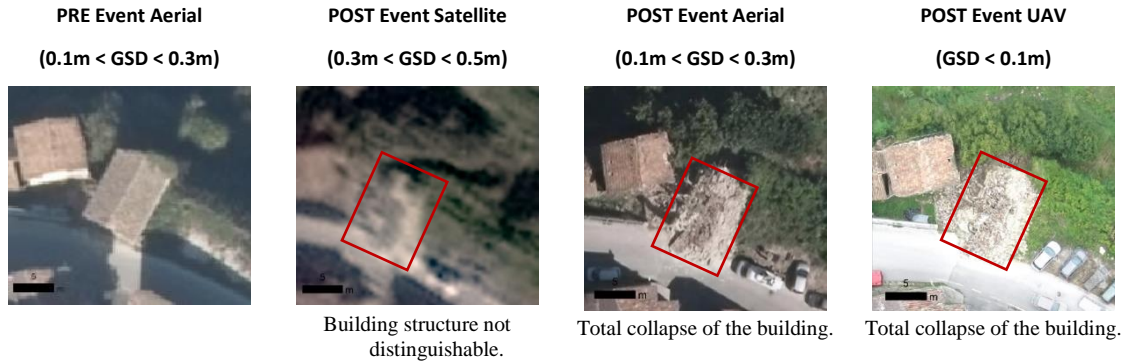 PRE Event Aerial
(0.1m < GSD < 0.3m)
POST Event Satellite
(0.3m < GSD < 0.5m)
POST Event Aerial
(0.1m < GSD < 0.3m)
POST Event UAV
(GSD < 0.1m)
5
m
5
m
5
m
5
m
Building structure not
distinguishable.
Total collapse of the building.
Total collapse of the building.